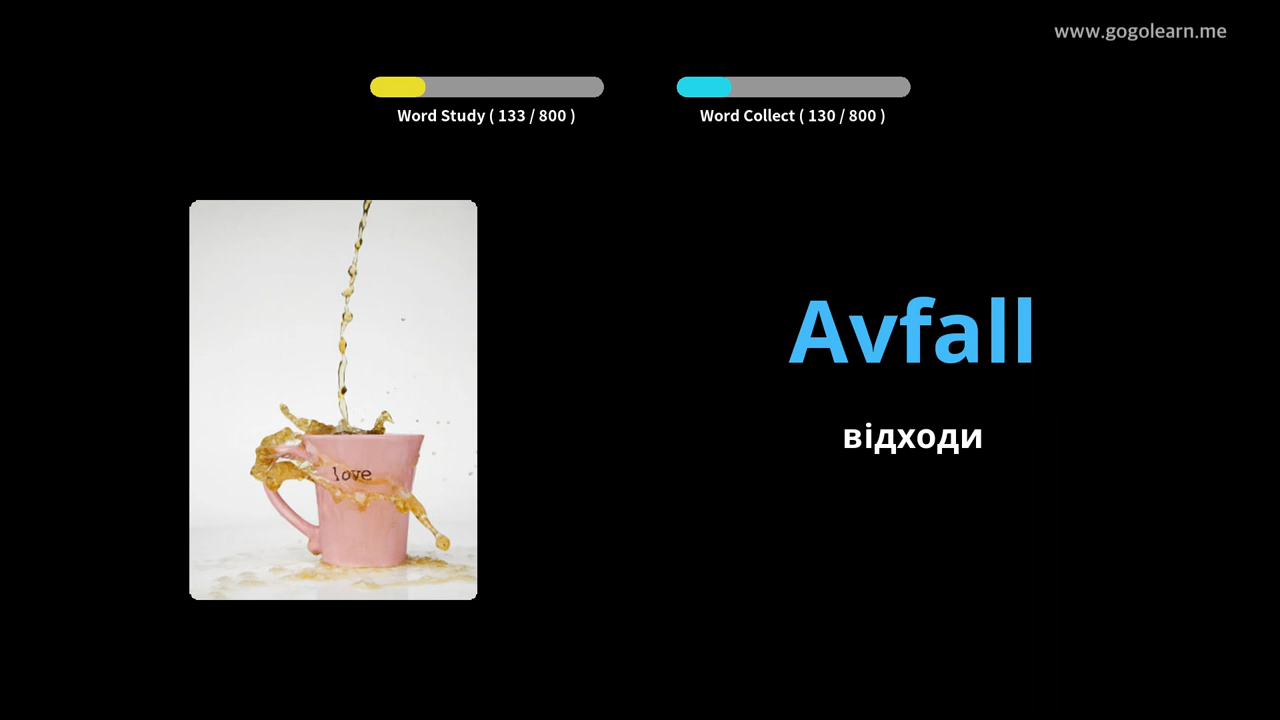 www.gogolearn.me
Word Study ( 133 / 800 )
Word Collect ( 130 / 800 )
love
Avfall
відходи